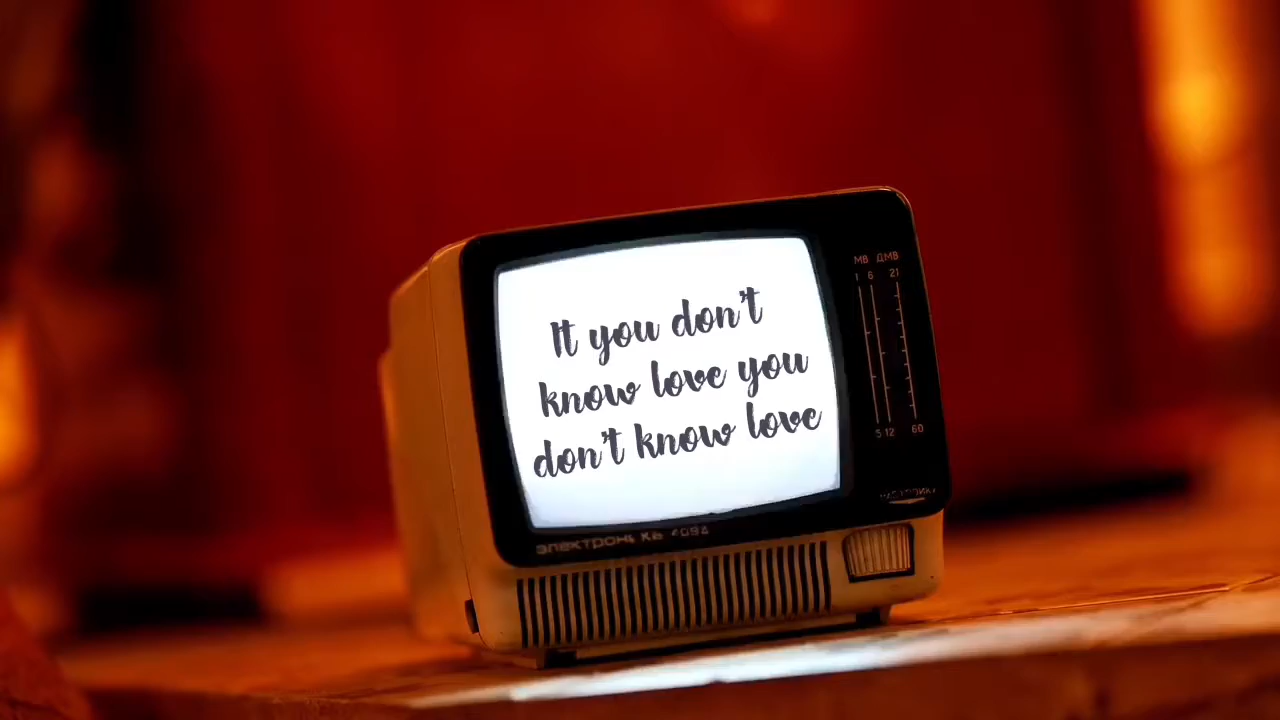 It you don't
know love you
don't know love
МВ ДМВ
1 6 21
5 12 60